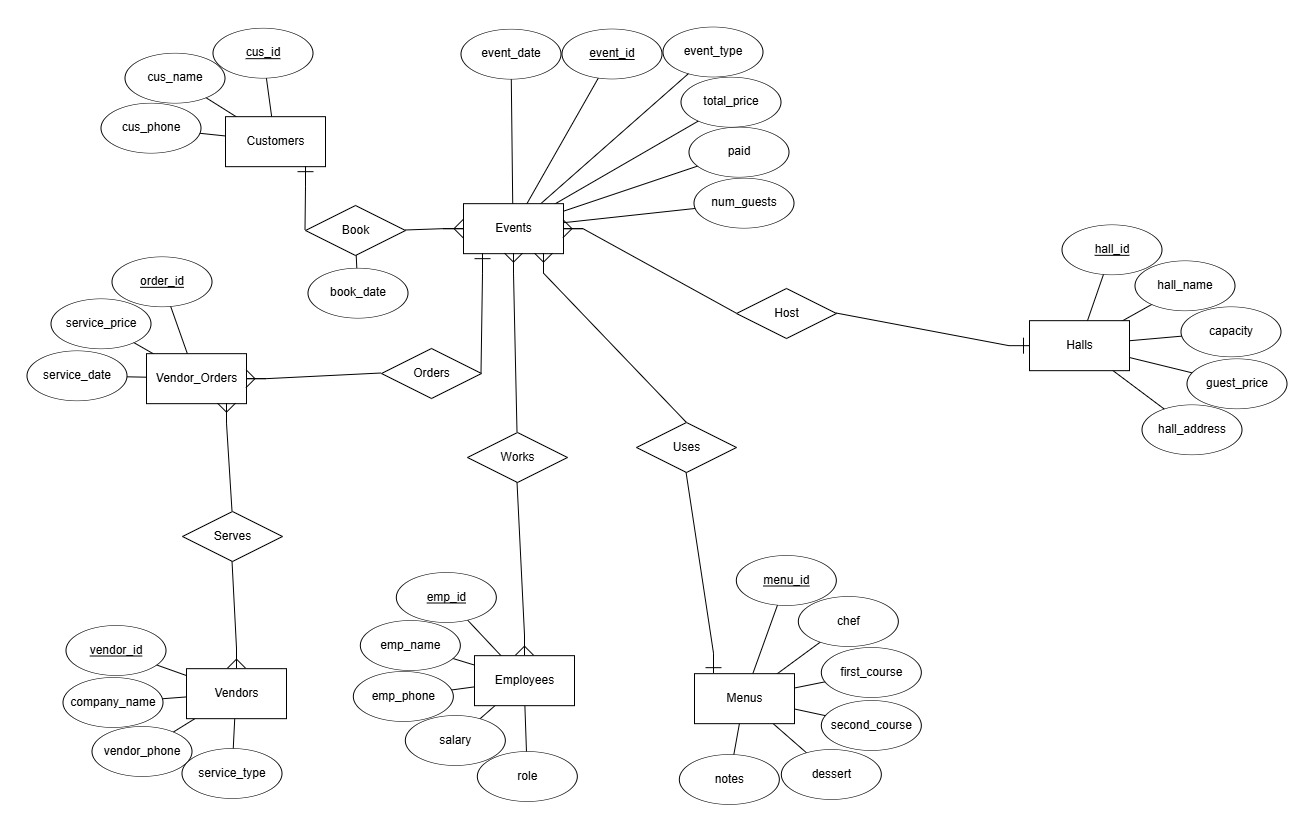 cus_id
cus_name
cus_phone
Customers
event_date
event_id
event_type
total_price
paid
num_guests
Events
Book
book_date
hall_id
hall_name
capacity
guest_price
hall_address
Halls
Host
order_id
service_price
service_date
Vendor_Orders
Orders
Works
Uses
Serves
vendor_id
company_name
vendor_phone
service_type
Vendors
emp_id
emp_name
emp_phone
salary
role
Employees
menu_id
chef
first_course
second_course
dessert
notes
Menus